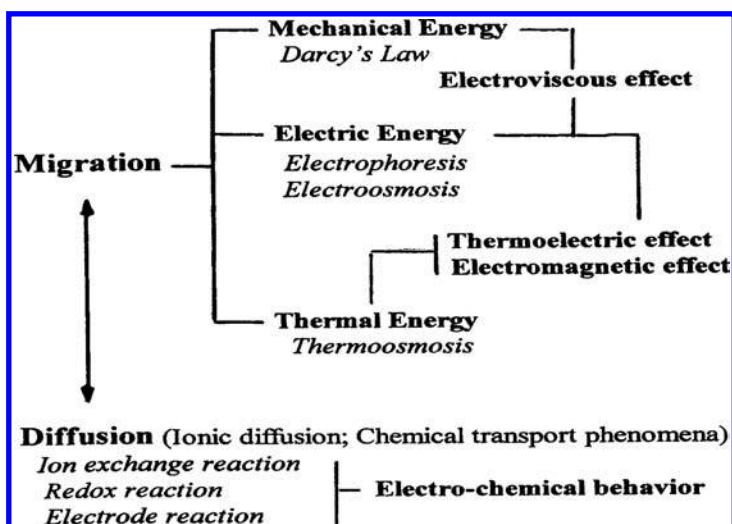 Mechanical Energy
Darcy's Law
Electroviscous effect
Electric Energy
Migration
Electrophoresis
Electroosmosis
Thermoelectric effect
Electromagnetic effect
Thermal Energy
Thermoosmosis
Diffusion (Ionic diffusion; Chemical transport phenomena)
Ion exchange reaction
Redox reaction
Electro-chemical behavior
Electrode reaction